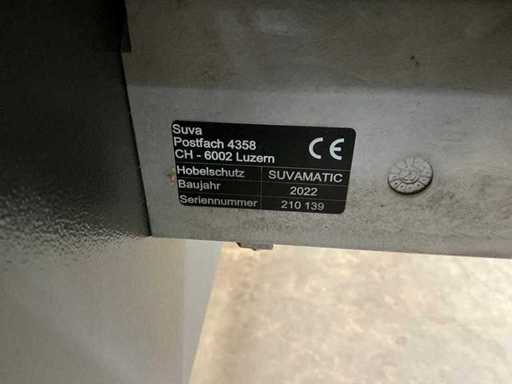 Suva
Postfach 4358
CH - 6002 Luzern
CE
Hobelschutz SUVAMATIC
Baujahr 2022
Seriennummer 210 139